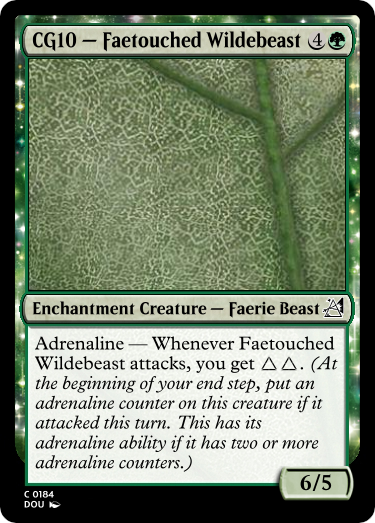 CG10 — Faetouched Wildebeast 4
Enchantment Creature — Faerie Beast
Adrenaline — Whenever Faetouched
Wildebeast attacks, you get △△. (At
the beginning of your end step, put an
adrenaline counter on this creature if it
attacked this turn. This has its
adrenaline ability if it has two or more
adrenaline counters.)
6/5
C 0184
DOU